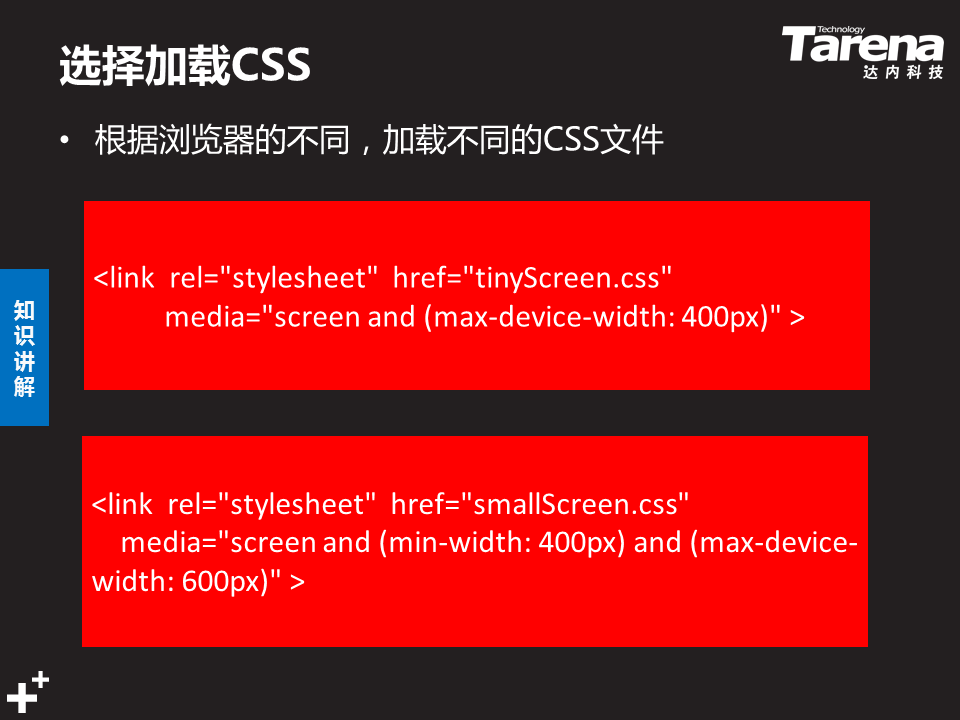 选择加载CSS
Technology
Tarena
达内科技
• 根据浏览器的不同，加载不同的CSS文件
<link rel="stylesheet" href="tinyScreen.css"
media="screen and (max-device-width: 400px)" >
知
识
讲
解
<link rel="stylesheet" href="smallScreen.css"
media="screen and (min-width: 400px) and (max-device-
width: 600px)" >